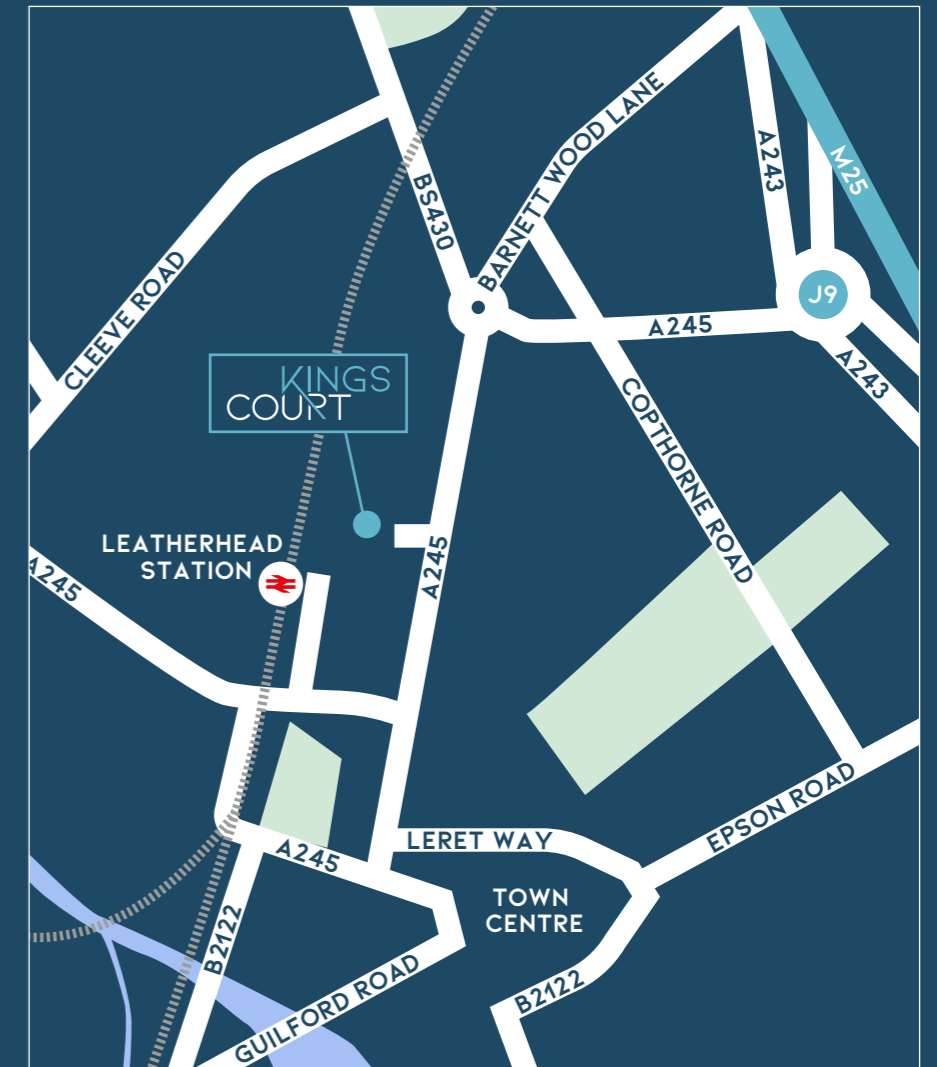 BARNETT WOOD LANE
A243
M25
BS430
CLEEVE ROAD
J9
A245
A243
KINGS
COURT
COPTHORNE ROAD
LEATHERHEAD
STATION
A245
A245
EPSON ROAD
LERET WAY
A245
TOWN
CENTRE
B2122
B2122
GUILFORD ROAD